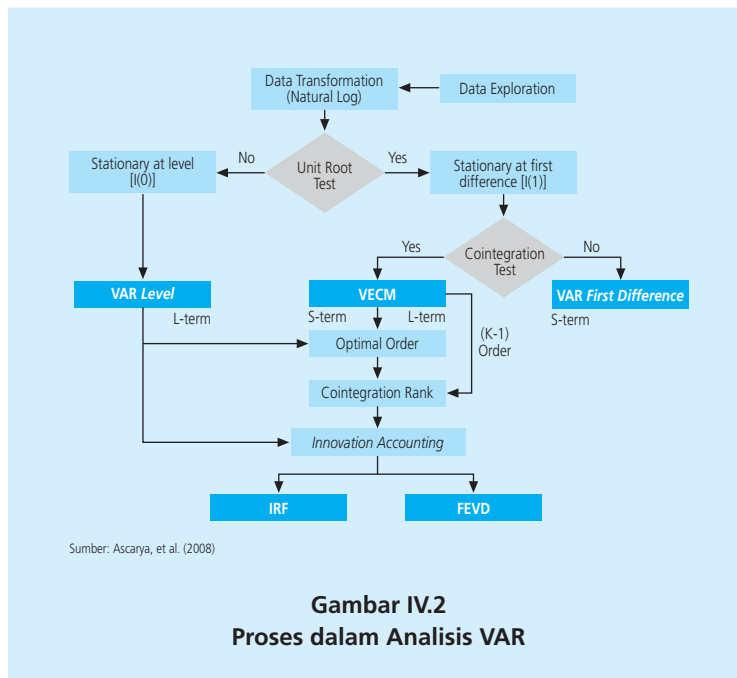 Data Transformation
(Natural Log)
Data Exploration
Unit Root
Test
No
Yes
Stationary at level
[I(0)]
Stationary at first
difference [I(1)]
Cointegration
Test
Yes
No
VAR Level
L-term
VECM
S-term
L-term
VAR First Difference
S-term
(K-1)
Order
Optimal Order
Cointegration Rank
Innovation Accounting
IRF
FEVD
Sumber: Ascarya, et al. (2008)
Gambar IV.2
Proses dalam Analisis VAR